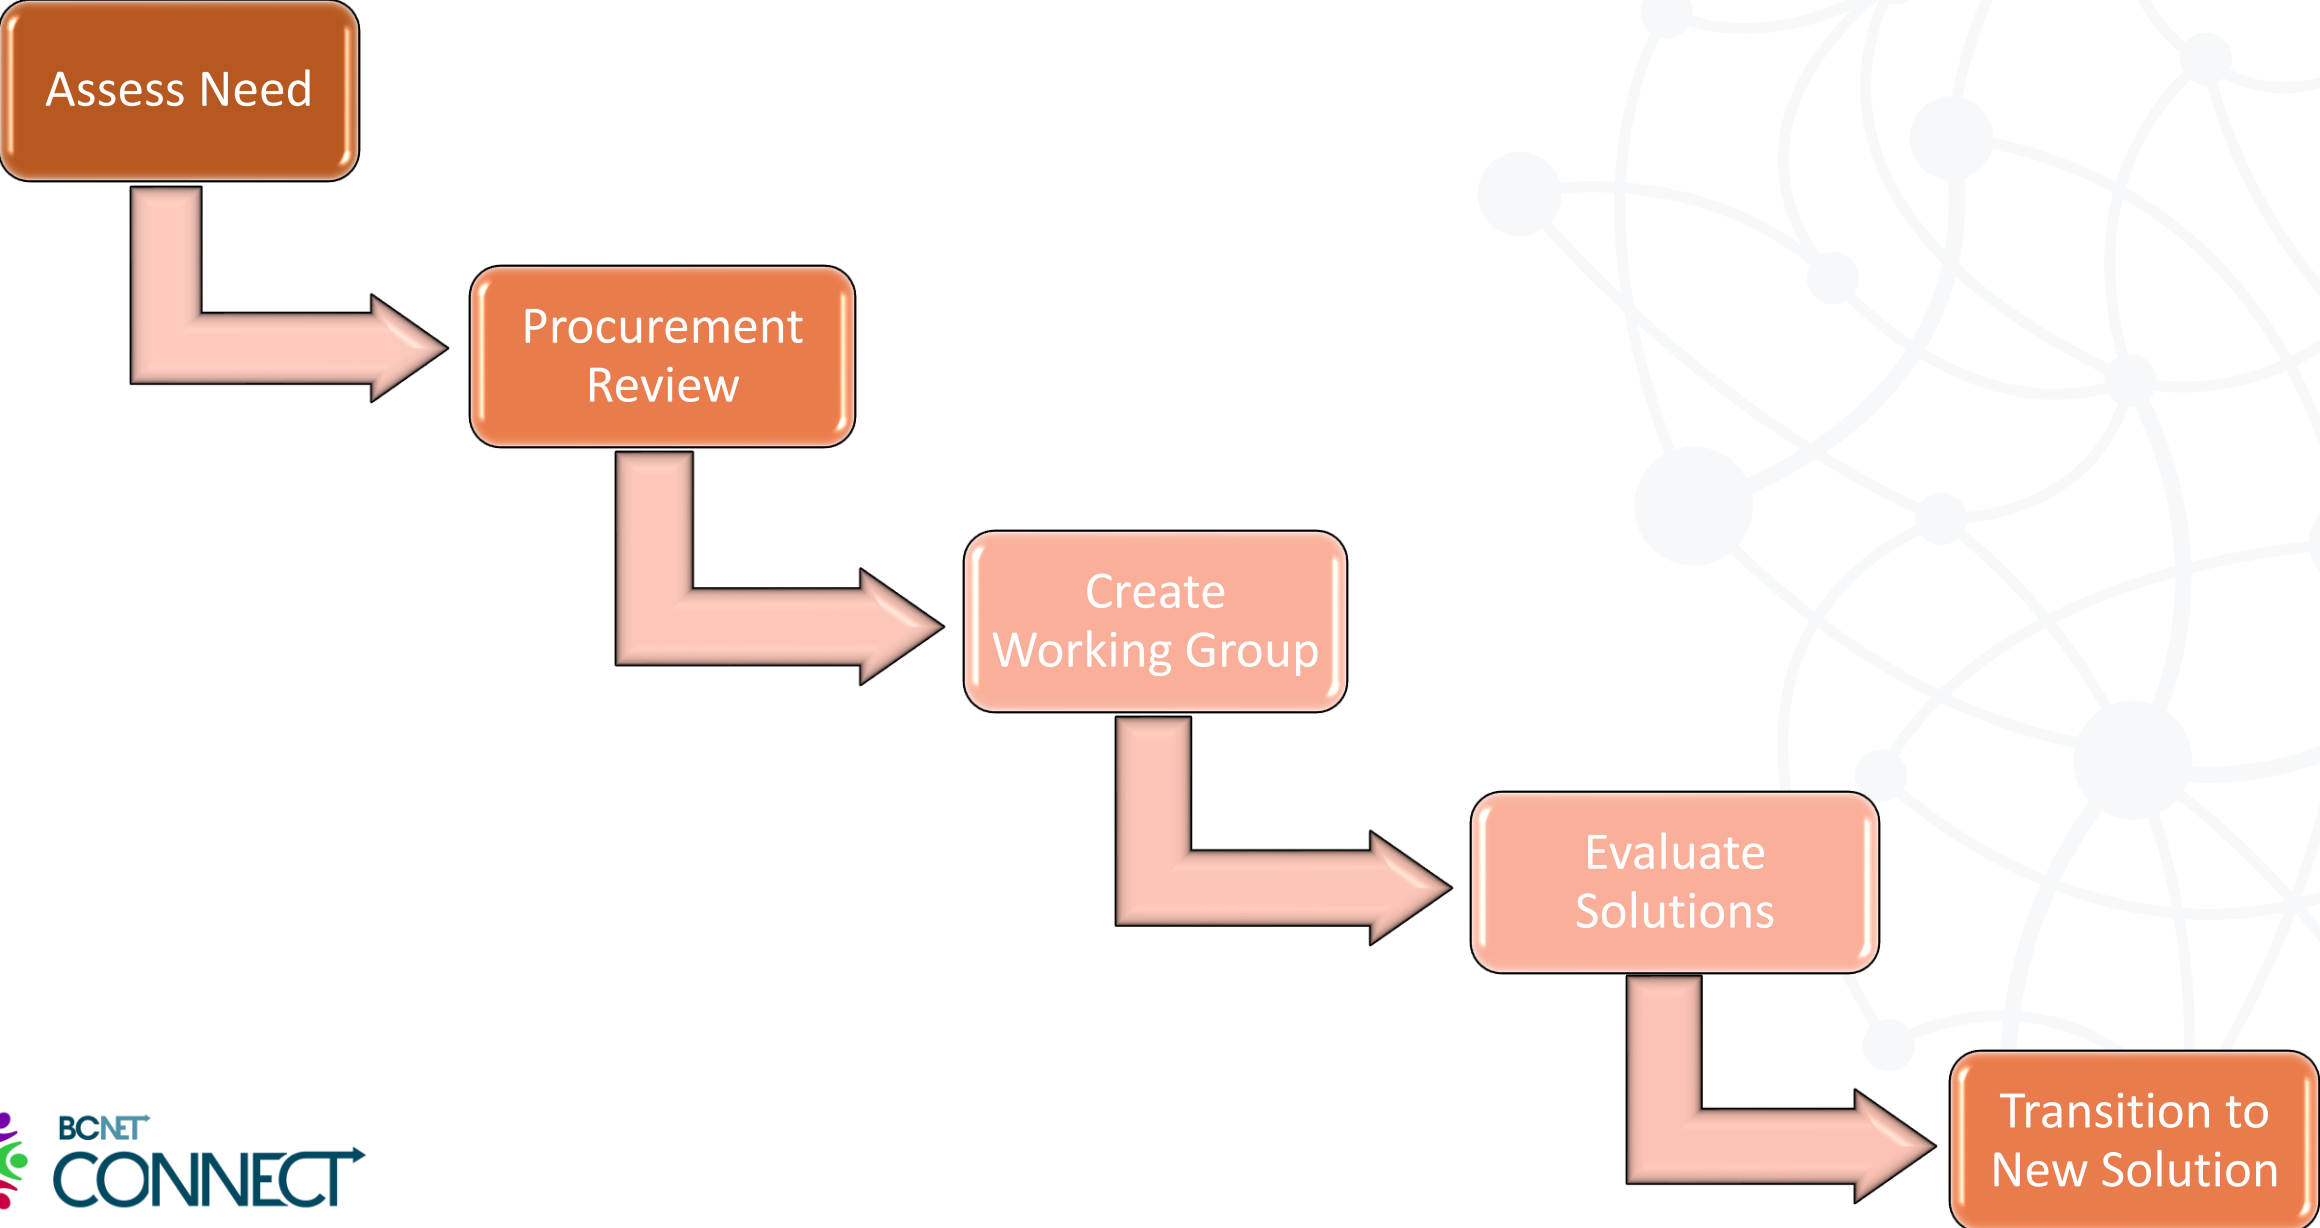 Assess Need
Procurement
Review
Create
Working Group
Evaluate
Solutions
Transition to
New Solution
BCNET
CONNECT